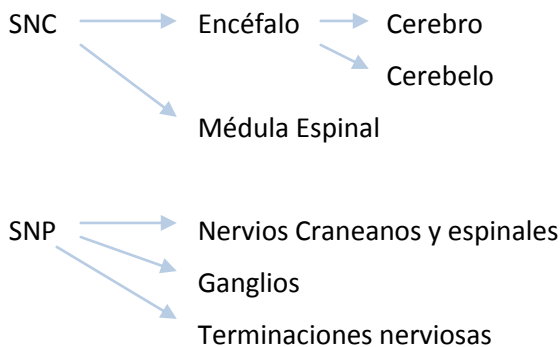 SNC Encéfalo Cerebro
Cerebelo
Médula Espinal
SNP Nervios Craneanos y espinales
Ganglios
Terminaciones nerviosas